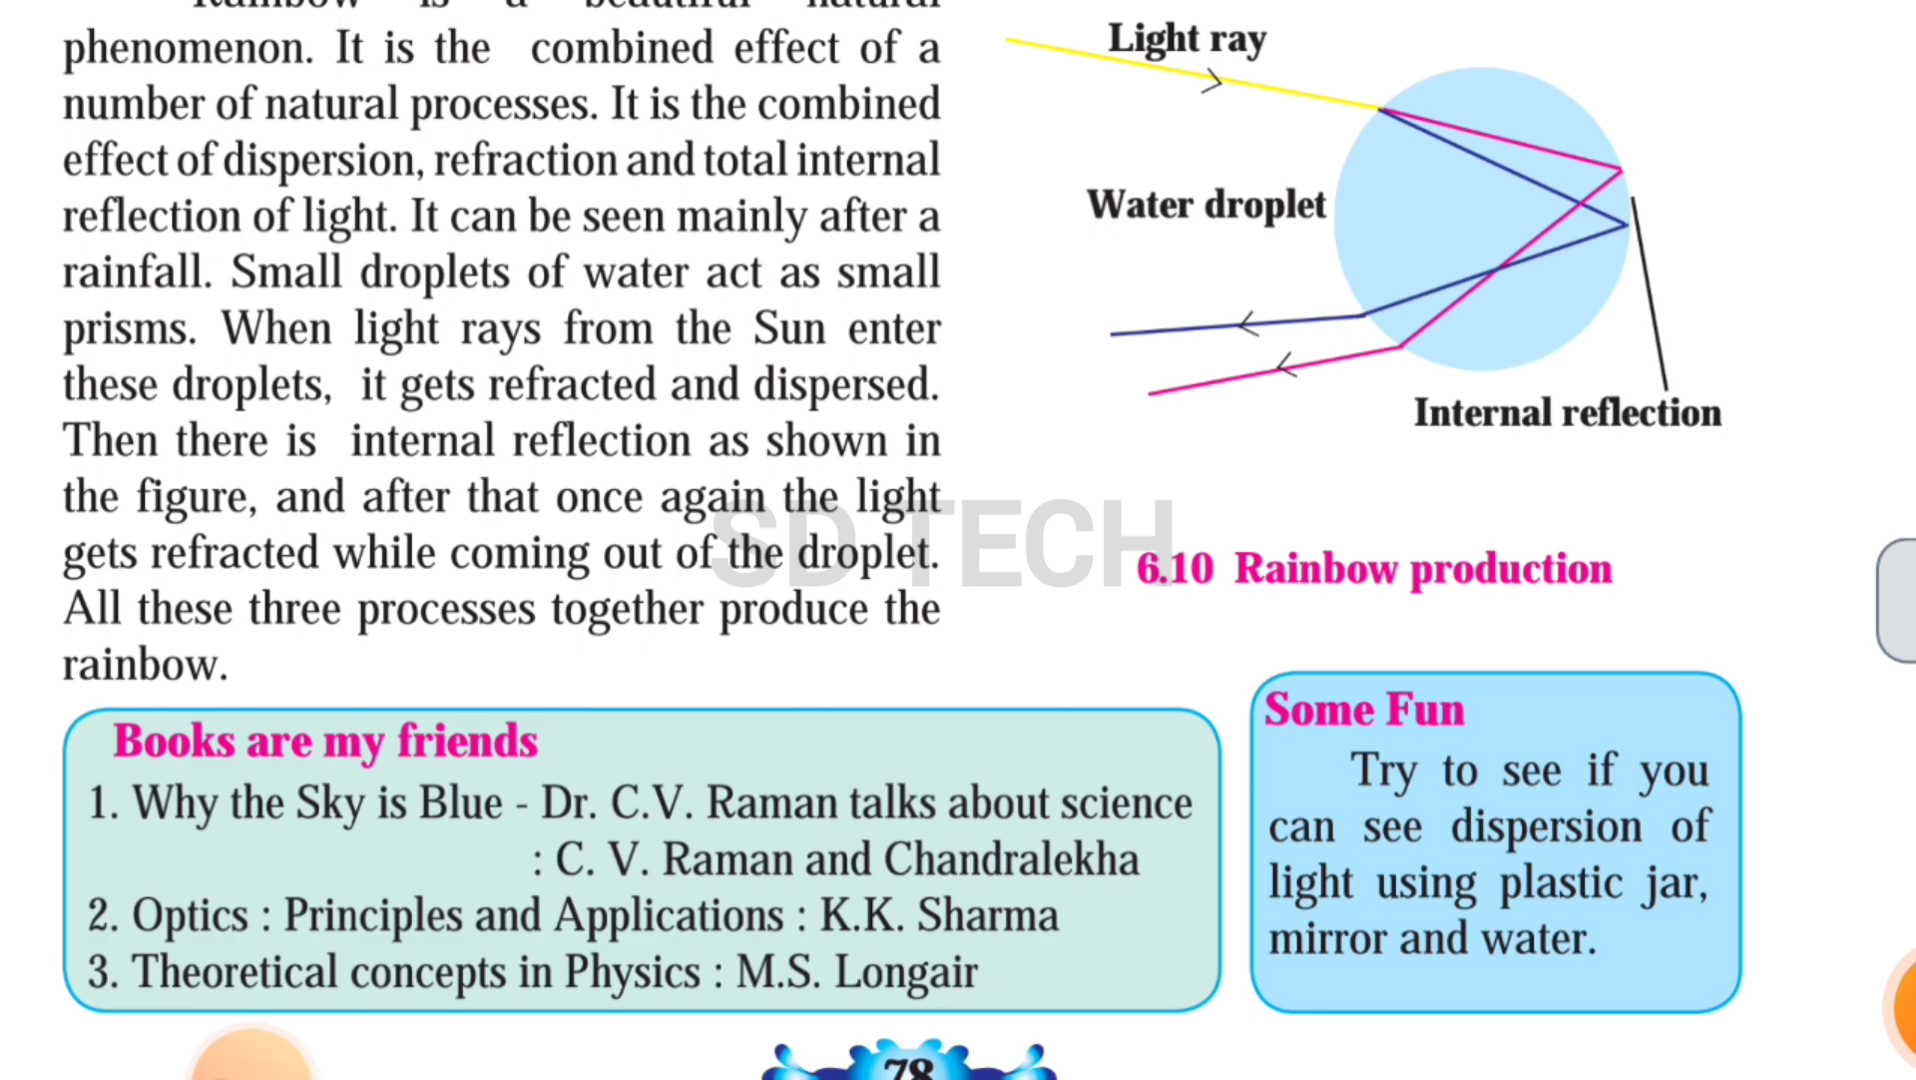 Rainbow is a beautiful natural
phenomenon. It is the combined effect of a
number of natural processes. It is the combined
effect of dispersion, refraction and total internal
reflection of light. It can be seen mainly after a
rainfall. Small droplets of water act as small
prisms. When light rays from the Sun enter
these droplets, it gets refracted and dispersed.
Then there is internal reflection as shown in
the figure, and after that once again the light
gets refracted while coming out of the droplet.
All these three processes together produce the
rainbow.
Light ray
Water droplet
Internal reflection
SD TECH
6.10 Rainbow production
Books are my friends
1. Why the Sky is Blue - Dr. C.V. Raman talks about science
: C. V. Raman and Chandralekha
2. Optics : Principles and Applications : K.K. Sharma
3. Theoretical concepts in Physics : M.S. Longair
Some Fun
Try to see if you
can see dispersion of
light using plastic jar,
mirror and water.
78